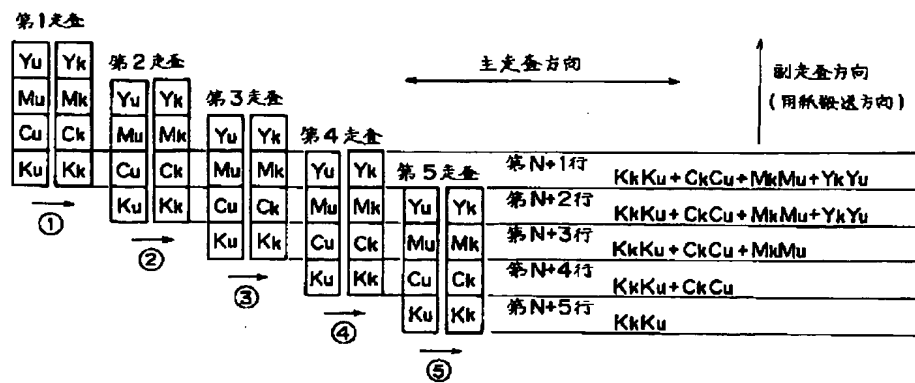 第1走査
Yu Yk
Mu Mk
Cu Ck
Ku Kk
①
第2走査
Yu Yk
Mu Mk
Cu Ck
Ku Kk
②
第3走査
Yu Yk
Mu Mk
Cu Ck
Ku Kk
③
第4走査
Yu Yk
Mu Mk
Cu Ck
Ku Kk
④
第5走査
Yu Yk
Mu Mk
Cu Ck
Ku Kk
⑤
主走査方向
副走査方向
(用紙搬送方向)
第N+1行 KkKu+CkCu+MkMu+YkYu
第N+2行 KkKu+CkCu+MkMu+YkYu
第N+3行 KkKu+CkCu+MkMu
第N+4行 KkKu+CkCu
第N+5行 KkKu